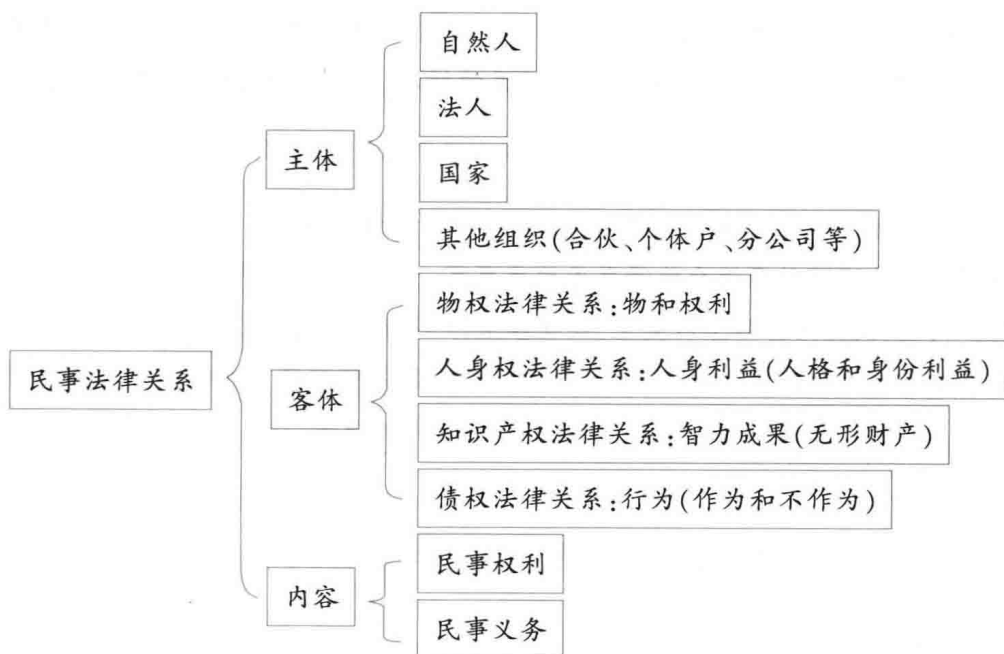 民事法律关系
主体
自然人
法人
国家
其他组织(合伙、个体户、分公司等)
客体
物权法律关系:物和权利
人身权法律关系:人身利益(人格和身份利益)
知识产权法律关系:智力成果(无形财产)
债权法律关系:行为(作为和不作为)
内容
民事权利
民事义务